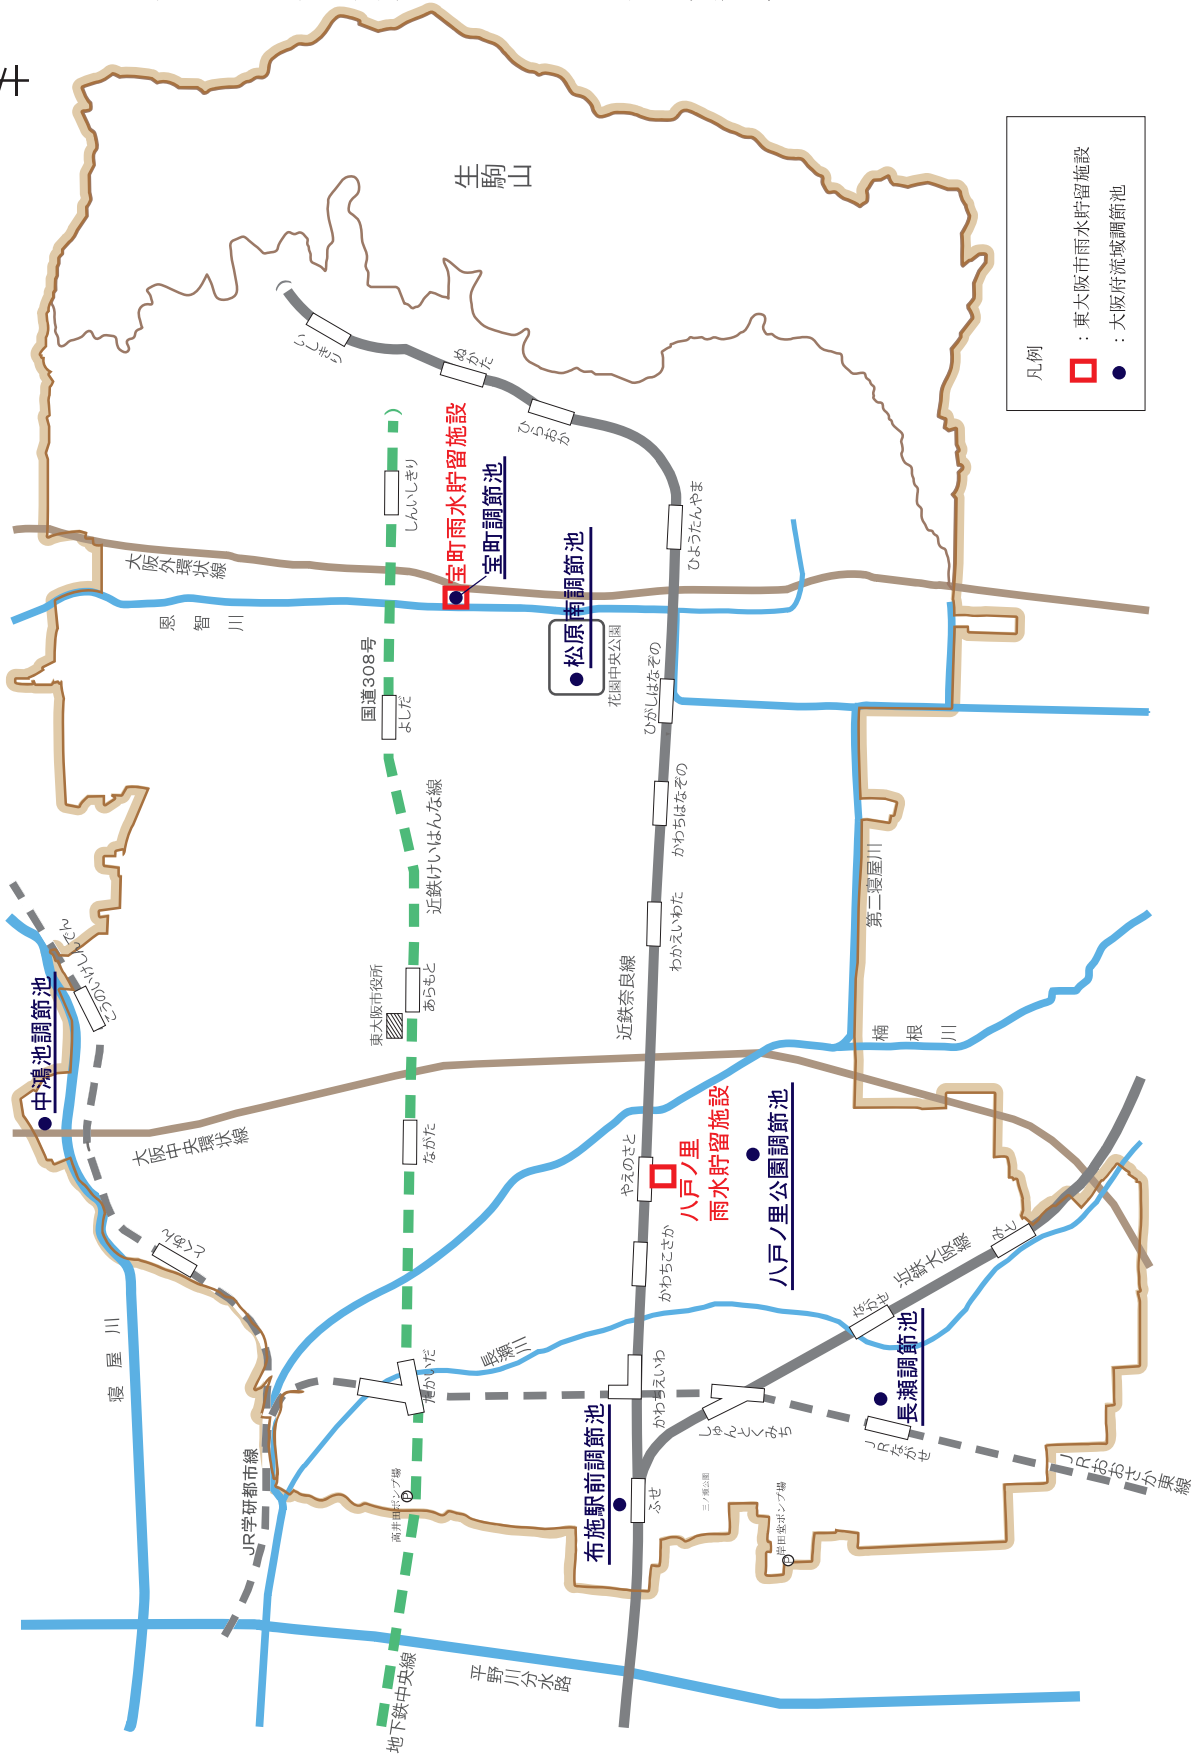 生駒山
凡例
：東大阪市雨水貯留施設
：大阪府流域調節池
いしきり
ぬかた
ひらおか
ひょうたんやま
ひがしはなぞの
かわちはなぞの
わかえいわた
近鉄奈良線
やえのさと
かわちこさか
かわちえいわ
ふせ
しんいしきり
宝町雨水貯留施設
宝町調節池
松原南調節池
花園中央公園
大阪外環状線
恩智川
国道308号
よしだ
近鉄けいはんな線
東大阪市役所
あらもと
ながた
たかいだ
高井田ポンプ場
P
地下鉄中央線
中鴻池調節池
こうのいけしんでん
大阪中央環状線
とくあん
寝屋川
JR学研都市線
長瀬川
八戸ノ里
雨水貯留施設
八戸ノ里公園調節池
第二寝屋川
楠根川
近鉄大阪線
みと
ながせ
長瀬調節池
しゅんとくみち
JRながせ
JRおおさか東線
布施駅前調節池
三ノ瀬公園
岸田堂ポンプ場
P
平野川分水路